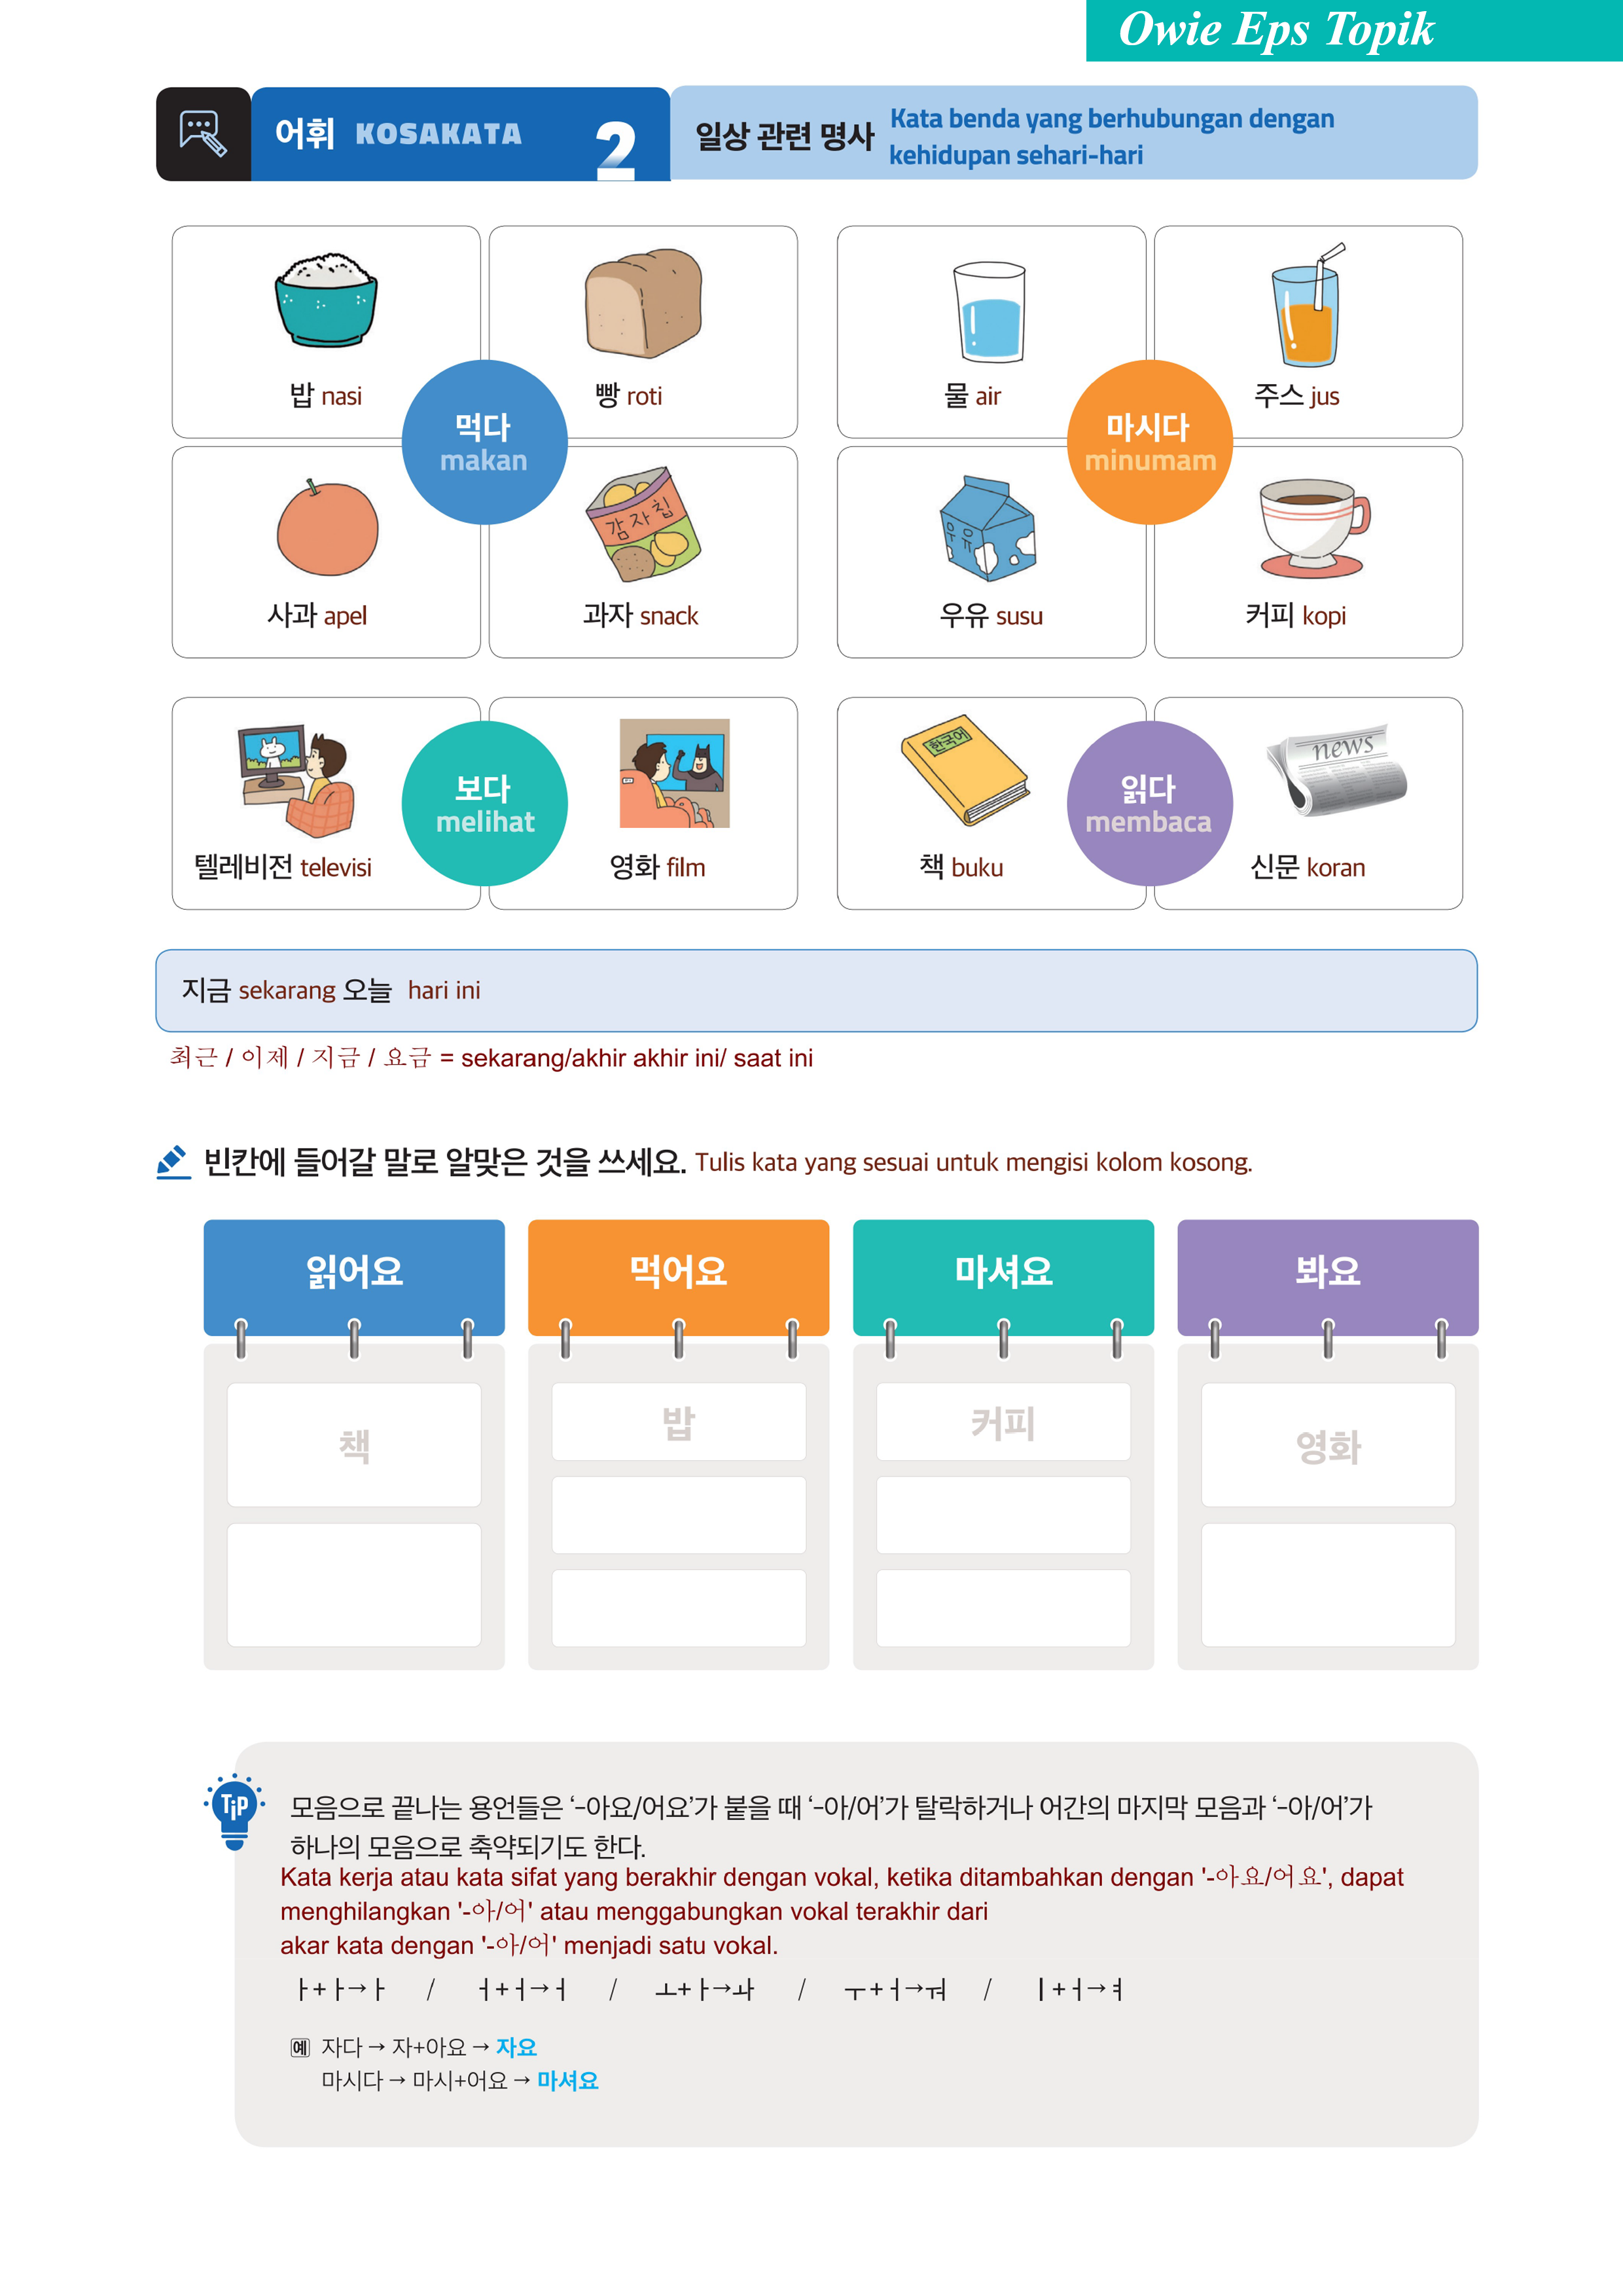 Owie Eps Topik
어휘 KOSAKATA 2
일상 관련 명사 Kata benda yang berhubungan dengan
kehidupan sehari-hari
밥 nasi
빵 roti
먹다
makan
사과 apel
감자칩
과자 snack
물 air
주스 jus
마시다
minumam
우유
우유 susu
커피 kopi
텔레비전 televisi
보다
melihat
영화 film
한국어
책 buku
읽다
membaca
news
신문 koran
지금 sekarang 오늘 hari ini
최근 / 이제 / 지금 / 요금 = sekarang/akhir akhir ini/ saat ini
빈칸에 들어갈 말로 알맞은 것을 쓰세요. Tulis kata yang sesuai untuk mengisi kolom kosong.
읽어요
책
먹어요
밥
마셔요
커피
봐요
영화
TiP
모음으로 끝나는 용언들은 ‘-아요/어요’가 붙을 때 ‘-아/어’가 탈락하거나 어간의 마지막 모음과 ‘-아/어’가
하나의 모음으로 축약되기도 한다.
Kata kerja atau kata sifat yang berakhir dengan vokal, ketika ditambahkan dengan '-아요/어요', dapat
menghilangkan '-아/어' atau menggabungkan vokal terakhir dari
akar kata dengan '-아/어' menjadi satu vokal.
ㅏ+ㅏ→ㅏ / ㅓ+ㅓ→ㅓ / ㅗ+ㅏ→ㅘ / ㅜ+ㅓ→ㅝ / ㅣ+ㅓ→ㅕ
예 자다 → 자+아요 → 자요
마시다 → 마시+어요 → 마셔요